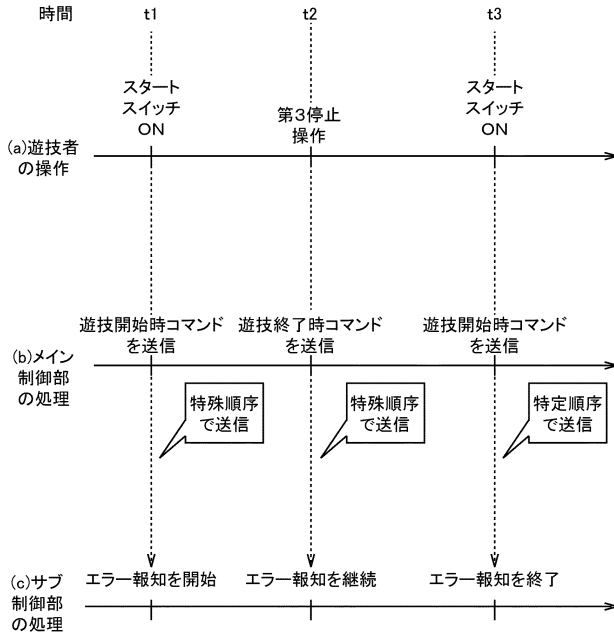 時間
t1
t2
t3
スタート
スイッチ
ON
第3停止
操作
スタート
スイッチ
ON
(a)遊技者
の操作
遊技開始時コマンド
を送信
遊技終了時コマンド
を送信
遊技開始時コマンド
を送信
(b)メイン
制御部
の処理
特殊順序
で送信
特殊順序
で送信
特定順序
で送信
(c)サブ
制御部
の処理
エラー報知を開始
エラー報知を継続
エラー報知を終了